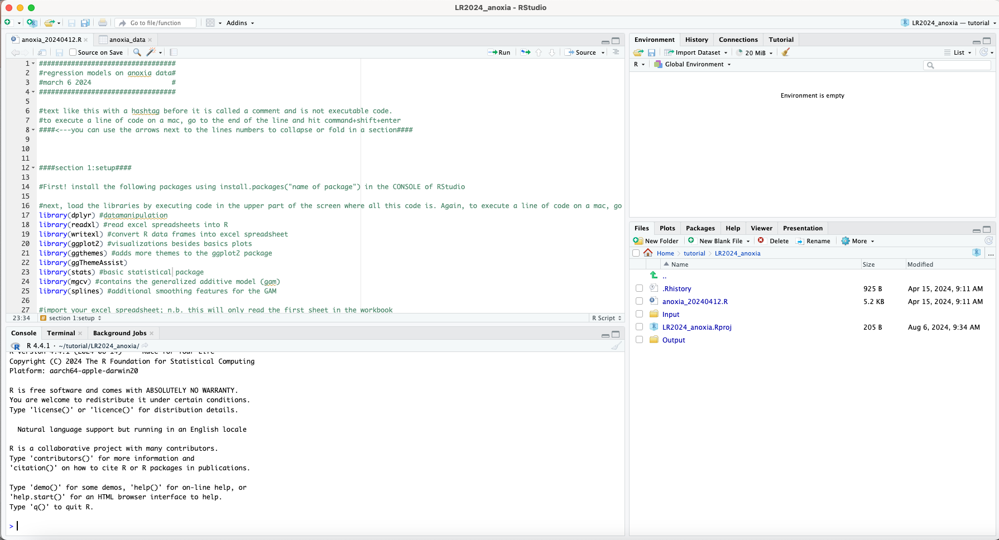 LR2024_anoxia - RStudio
Go to file/function
Addins
LR2024_anoxia — tutorial
anoxia_20240412.R
anoxia_data
Source on Save
Run
Source
1 ##################################
2 #regression models on anoxia data#
3 #march 6 2024                    #
4 ##################################
5
6 #text like this with a hashtag before it is called a comment and is not executable code.
7 #to execute a line of code on a mac, go to the end of the line and hit command+shift+enter
8 ####<---you can use the arrows next to the lines numbers to collapse or fold in a section####
9
10
11
12 ####section 1:setup####
13
14 #First! install the following packages using install.packages("name of package") in the CONSOLE of RStudio
15
16 #next, load the libraries by executing code in the upper part of the screen where all this code is. Again, to execute a line of code on a mac, go
17 library(dplyr) #datamanipulation
18 library(readxl) #read excel spreadsheets into R
19 library(writexl) #convert R data frames into excel spreadsheet
20 library(ggplot2) #visualizations besides basics plots
21 library(ggthemes) #adds more themes to the ggplot2 package
22 library(ggThemeAssist)
23 library(stats) #basic statistical package
24 library(mgcv) #contains the generalized additive model (gam)
25 library(splines) #additional smoothing features for the GAM
26
27 #import your excel spreadsheet; n.b. this will only read the first sheet in the workbook
23:34
# section 1:setup
R Script
Console
Terminal
Background Jobs
R 4.4.1 · ~/tutorial/LR2024_anoxia/
R version 4.4.1 (2024-06-14) -- "Race for Your Life"
Copyright (C) 2024 The R Foundation for Statistical Computing
Platform: aarch64-apple-darwin20
R is free software and comes with ABSOLUTELY NO WARRANTY.
You are welcome to redistribute it under certain conditions.
Type 'license()' or 'licence()' for distribution details.
Natural language support but running in an English locale
R is a collaborative project with many contributors.
Type 'contributors()' for more information and
'citation()' on how to cite R or R packages in publications.
Type 'demo()' for some demos, 'help()' for on-line help, or
'help.start()' for an HTML browser interface to help.
Type 'q()' to quit R.
>
Environment
History
Connections
Tutorial
Import Dataset
20 MiB
List
R
Global Environment
Environment is empty
Files
Plots
Packages
Help
Viewer
Presentation
New Folder
New Blank File
Delete
Rename
More
Home
tutorial
LR2024_anoxia
...
Name Size Modified
..
.Rhistory 925 B Apr 15, 2024, 9:11 AM
anoxia_20240412.R 5.2 KB Apr 15, 2024, 9:11 AM
Input
LR2024_anoxia.Rproj 205 B Aug 6, 2024, 9:34 AM
Output